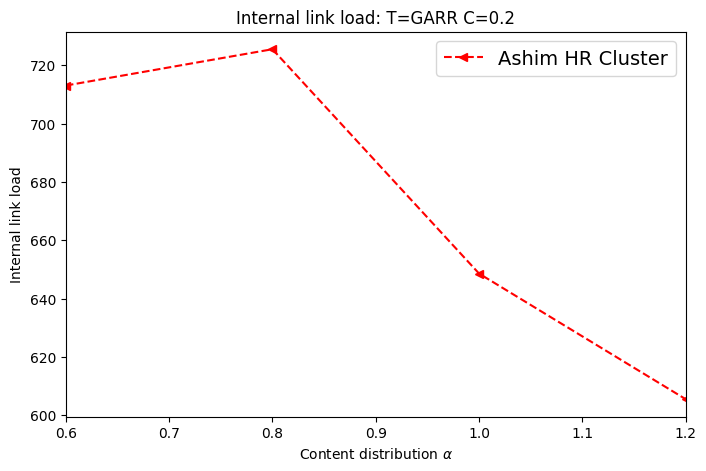 Internal link load: T=GARR C=0.2
Ashim HR Cluster
Internal link load
720
700
680
660
640
620
600
0.6 0.7 0.8 0.9 1.0 1.1 1.2
Content distribution α